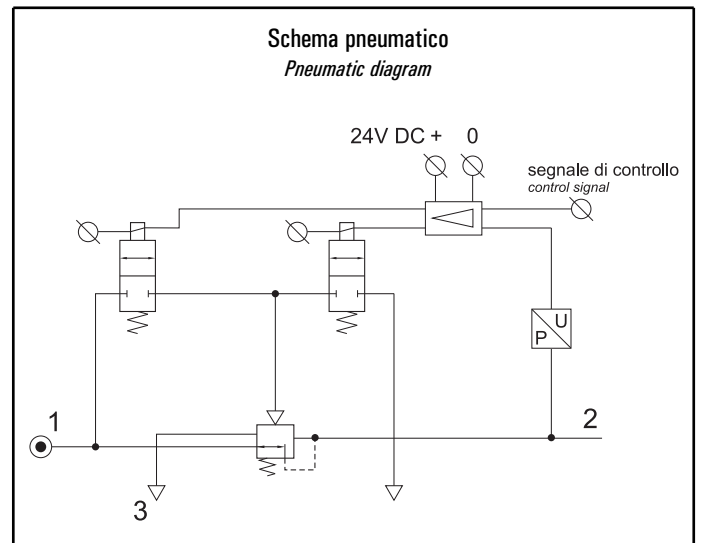 Schema pneumatico
Pneumatic diagram
24V DC + 0
segnale di controllo
control signal
U
P
1
2
3